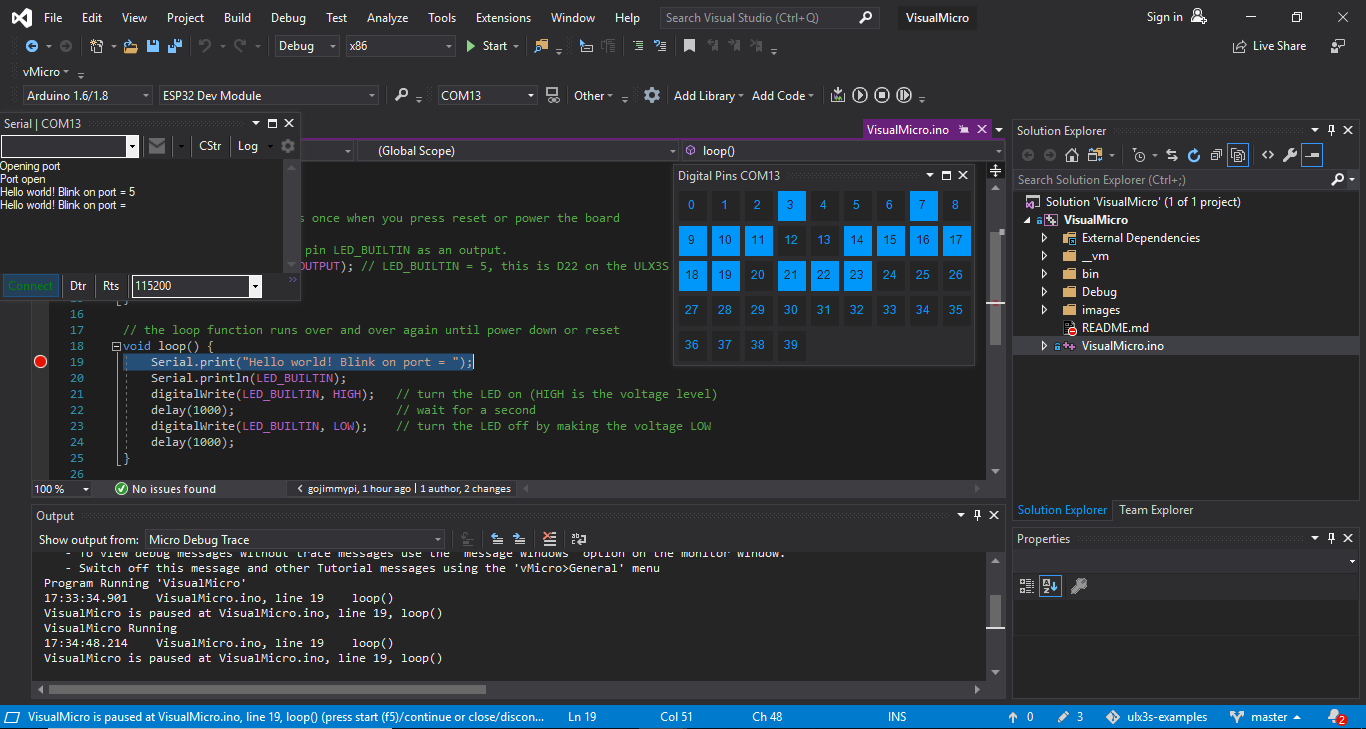 File Edit View Project Build Debug Test Analyze Tools Extensions Window Help Search Visual Studio (Ctrl+Q) VisualMicro Sign in
Debug x86 Start Live Share
vMicro
Arduino 1.6/1.8 ESP32 Dev Module COM13 Other Add Library Add Code
Serial | COM13
CStr Log
Opening port
Port open
Hello world! Blink on port = 5
Hello world! Blink on port =
Connect Dtr Rts 115200
VisualMicro.ino
(Global Scope) loop()
s once when you press reset or power the board
pin LED_BUILTIN as an output.
OUTPUT); // LED_BUILTIN = 5, this is D22 on the ULX3S
16
17 // the loop function runs over and over again until power down or reset
18 void loop() {
19 Serial.print("Hello world! Blink on port = ");
20 Serial.println(LED_BUILTIN);
21 digitalWrite(LED_BUILTIN, HIGH); // turn the LED on (HIGH is the voltage level)
22 delay(1000); // wait for a second
23 digitalWrite(LED_BUILTIN, LOW); // turn the LED off by making the voltage LOW
24 delay(1000);
25 }
26
100 % No issues found gojimmypi, 1 hour ago | 1 author, 2 changes
Digital Pins COM13
0 1 2 3 4 5 6 7 8
9 10 11 12 13 14 15 16 17
18 19 20 21 22 23 24 25 26
27 28 29 30 31 32 33 34 35
36 37 38 39
Output
Show output from: Micro Debug Trace
- To view debug messages without trace messages use the 'message windows' option on the monitor window.
- Switch off this message and other Tutorial messages using the 'vMicro>General' menu
Program Running 'VisualMicro'
17:33:34.901 VisualMicro.ino, line 19 loop()
VisualMicro is paused at VisualMicro.ino, line 19, loop()
VisualMicro Running
17:34:48.214 VisualMicro.ino, line 19 loop()
VisualMicro is paused at VisualMicro.ino, line 19, loop()
Solution Explorer
Search Solution Explorer (Ctrl+;)
Solution 'VisualMicro' (1 of 1 project)
VisualMicro
External Dependencies
__vm
bin
Debug
images
README.md
VisualMicro.ino
Solution Explorer Team Explorer
Properties
VisualMicro is paused at VisualMicro.ino, line 19, loop() (press start (f5)/continue or close/discon... Ln 19 Col 51 Ch 48 INS 0 3 ulx3s-examples master 2